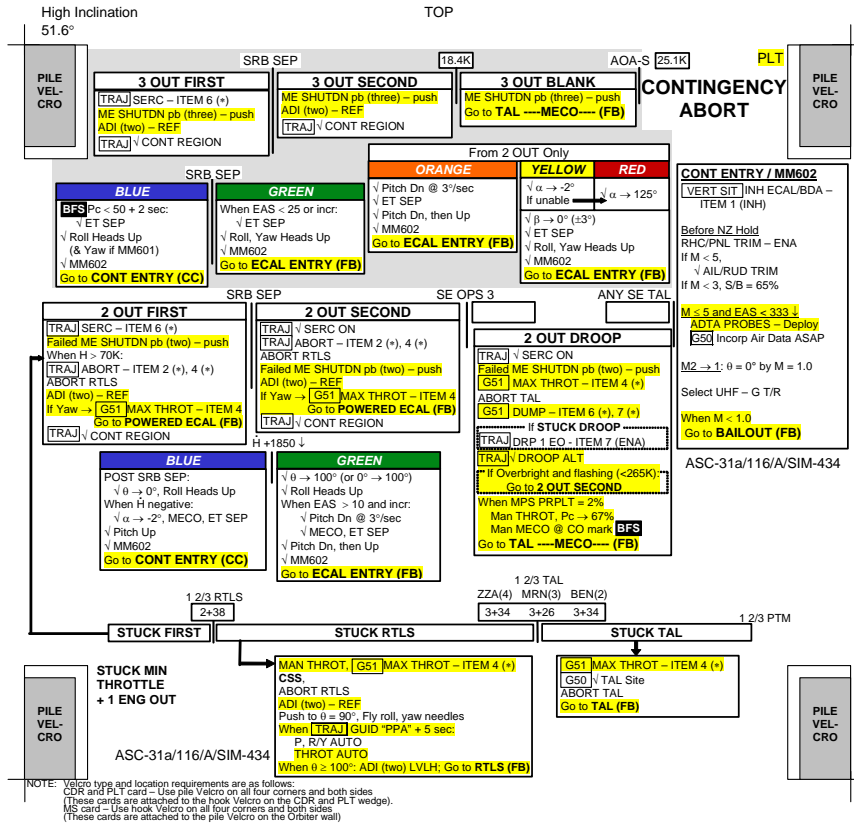 High Inclination
51.6°
TOP
PILE
VEL-
CRO
SRB SEP
18.4K
AOA-S
25.1K
PLT
PILE
VEL-
CRO
CONTINGENCY
ABORT
3 OUT FIRST
TRAJ SERC – ITEM 6 (∗)
ME SHUTDN pb (three) – push
ADI (two) – REF
TRAJ √ CONT REGION
3 OUT SECOND
ME SHUTDN pb (three) – push
ADI (two) – REF
TRAJ √ CONT REGION
3 OUT BLANK
ME SHUTDN pb (three) – push
Go to TAL ----MECO---- (FB)
SRB SEP
BLUE
BFS Pc < 50 + 2 sec:
√ ET SEP
√ Roll Heads Up
(& Yaw if MM601)
√ MM602
Go to CONT ENTRY (CC)
GREEN
When EAS < 25 or incr:
√ ET SEP
√ Roll, Yaw Heads Up
√ MM602
Go to ECAL ENTRY (FB)
From 2 OUT Only
ORANGE
√ Pitch Dn @ 3°/sec
√ ET SEP
√ Pitch Dn, then Up
√ MM602
Go to ECAL ENTRY (FB)
YELLOW
RED
√ α → -2°
If unable
√ α → 125°
√ β → 0° (±3°)
√ ET SEP
√ Roll, Yaw Heads Up
√ MM602
Go to ECAL ENTRY (FB)
CONT ENTRY / MM602
VERT SIT INH ECAL/BDA –
ITEM 1 (INH)
Before NZ Hold
RHC/PNL TRIM – ENA
If M < 5,
√ AIL/RUD TRIM
If M < 3, S/B = 65%
M ≤ 5 and EAS < 333 ↓
ADTA PROBES – Deploy
G50 Incorp Air Data ASAP
M2 → 1: θ = 0° by M = 1.0
Select UHF – G T/R
When M < 1.0
Go to BAILOUT (FB)
ASC-31a/116/A/SIM-434
SRB SEP
SE OPS 3
ANY SE TAL
2 OUT FIRST
TRAJ SERC – ITEM 6 (∗)
Failed ME SHUTDN pb (two) – push
When H > 70K:
TRAJ ABORT – ITEM 2 (∗), 4 (∗)
ABORT RTLS
ADI (two) – REF
If Yaw → G51 MAX THROT – ITEM 4
Go to POWERED ECAL (FB)
TRAJ √ CONT REGION
2 OUT SECOND
TRAJ √ SERC ON
TRAJ ABORT – ITEM 2 (∗), 4 (∗)
ABORT RTLS
Failed ME SHUTDN pb (two) – push
ADI (two) – REF
If Yaw → G51 MAX THROT – ITEM 4
Go to POWERED ECAL (FB)
TRAJ √ CONT REGION
2 OUT DROOP
TRAJ √ SERC ON
Failed ME SHUTDN pb (two) – push
G51 MAX THROT – ITEM 4 (∗)
ABORT TAL
G51 DUMP – ITEM 6 (∗), 7 (∗)
If STUCK DROOP
TRAJ DRP 1 EO - ITEM 7 (ENA)
TRAJ √ DROOP ALT
If Overbright and flashing (<265K):
Go to 2 OUT SECOND
When MPS PRPLT = 2%
Man THROT, Pc → 67%
Man MECO @ CO mark BFS
Go to TAL ----MECO---- (FB)
Ḣ +1850 ↓
BLUE
POST SRB SEP:
√ θ → 0°, Roll Heads Up
When Ḣ negative:
√ α → -2°, MECO, ET SEP
√ Pitch Up
√ MM602
Go to CONT ENTRY (CC)
GREEN
√ θ → 100° (or 0° → 100°)
√ Roll Heads Up
When EAS > 10 and incr:
√ Pitch Dn @ 3°/sec
√ MECO, ET SEP
√ Pitch Dn, then Up
√ MM602
Go to ECAL ENTRY (FB)
1 2/3 RTLS
2+38
1 2/3 TAL
ZZA(4) MRN(3) BEN(2)
3+34 3+26 3+34
1 2/3 PTM
STUCK FIRST
STUCK RTLS
STUCK TAL
PILE
VEL-
CRO
STUCK MIN
THROTTLE
+ 1 ENG OUT
ASC-31a/116/A/SIM-434
MAN THROT, G51 MAX THROT – ITEM 4 (∗)
CSS,
ABORT RTLS
ADI (two) – REF
Push to θ = 90°, Fly roll, yaw needles
When TRAJ GUID “PPA” + 5 sec:
P, R/Y AUTO
THROT AUTO
When θ ≥ 100°: ADI (two) LVLH; Go to RTLS (FB)
G51 MAX THROT – ITEM 4 (∗)
G50 √ TAL Site
ABORT TAL
Go to TAL (FB)
PILE
VEL-
CRO
NOTE: Velcro type and location requirements are as follows:
CDR and PLT card – Use pile Velcro on all four corners and both sides
(These cards are attached to the hook Velcro on the CDR and PLT wedge).
MS card – Use hook Velcro on all four corners and both sides
(These cards are attached to the pile Velcro on the Orbiter wall)